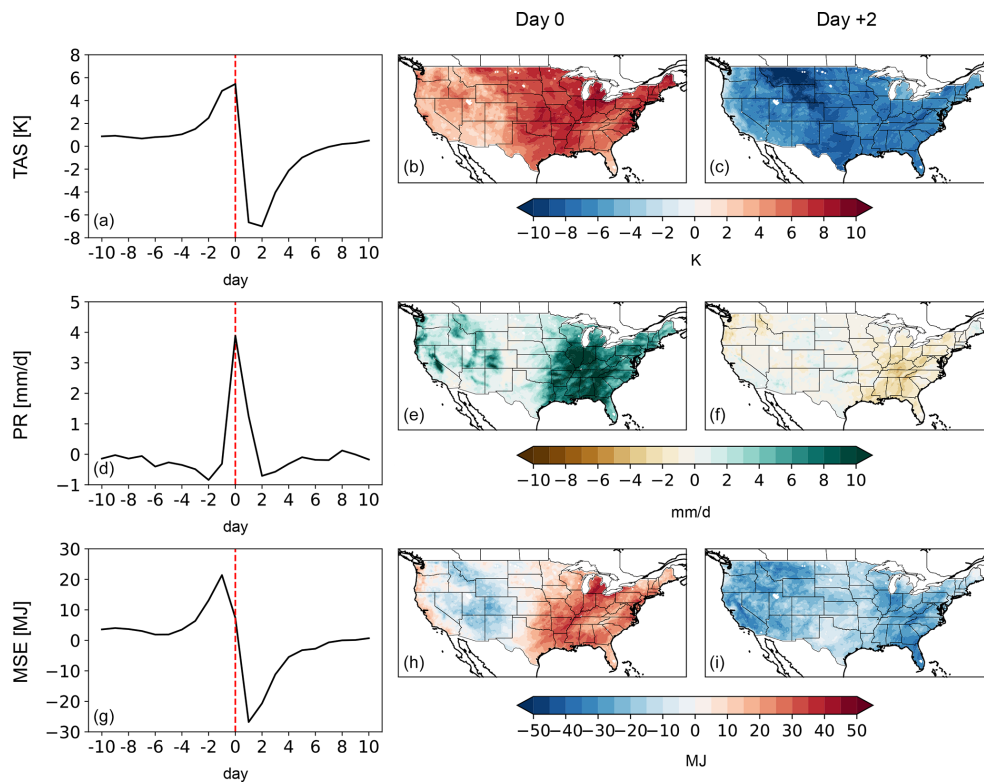 Day 0
Day +2
TAS [K]
8
6
4
2
0
-2
-4
-6
-8
(a)
-10 -8 -6 -4 -2 0 2 4 6 8 10
day
(b)
(c)
-10 -8 -6 -4 -2 0 2 4 6 8 10
K
PR [mm/d]
5
4
3
2
1
0
−1
(d)
-10 -8 -6 -4 -2 0 2 4 6 8 10
day
(e)
(f)
-10 -8 -6 -4 -2 0 2 4 6 8 10
mm/d
MSE [MJ]
30
20
10
0
−10
−20
−30
(g)
-10 -8 -6 -4 -2 0 2 4 6 8 10
day
(h)
(i)
−50−40−30−20−10 0 10 20 30 40 50
MJ